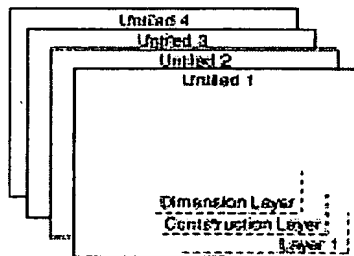 Untitled 4
Untitled 3
Untitled 2
Untitled 1
Dimension Layer
Construction Layer
Layer 1